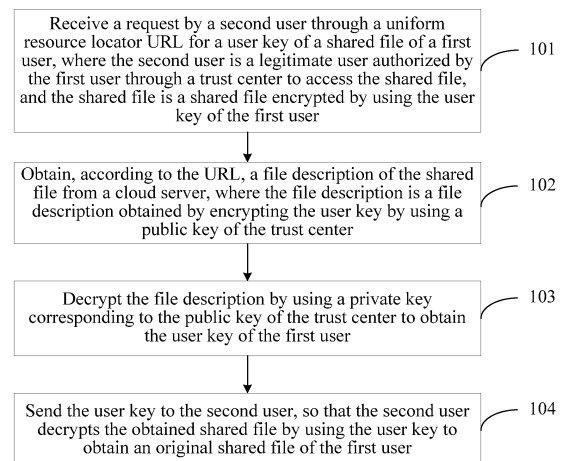 Receive a request by a second user through a uniform
resource locator URL for a user key of a shared file of a first
user, where the second user is a legitimate user authorized by
the first user through a trust center to access the shared file,
and the shared file is a shared file encrypted by using the user
key of the first user
101
Obtain, according to the URL, a file description of the shared
file from a cloud server, where the file description is a file
description obtained by encrypting the user key by using a
public key of the trust center
102
Decrypt the file description by using a private key
corresponding to the public key of the trust center to obtain
the user key of the first user
103
Send the user key to the second user, so that the second user
decrypts the obtained shared file by using the user key to
obtain an original shared file of the first user
104